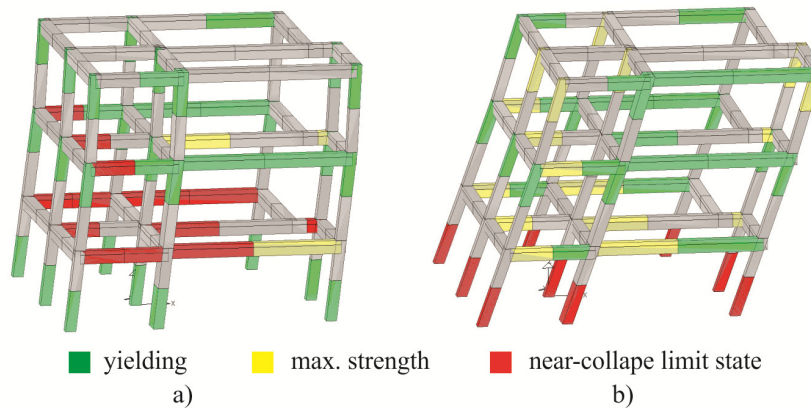 x
x
yielding max. strength near-collape limit state
a) b)